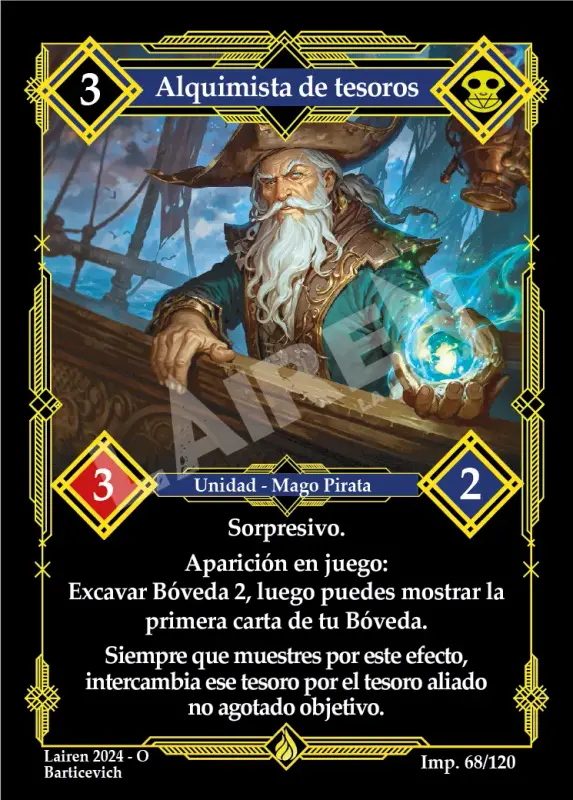 3
Alquimista de tesoros
LAIREN
3
Unidad - Mago Pirata
2
Sorpresivo.
Aparición en juego:
Excavar Bóveda 2, luego puedes mostrar la
primera carta de tu Bóveda.
Siempre que muestres por este efecto,
intercambia ese tesoro por el tesoro aliado
no agotado objetivo.
Lairen 2024 - O
Barticevich
Imp. 68/120